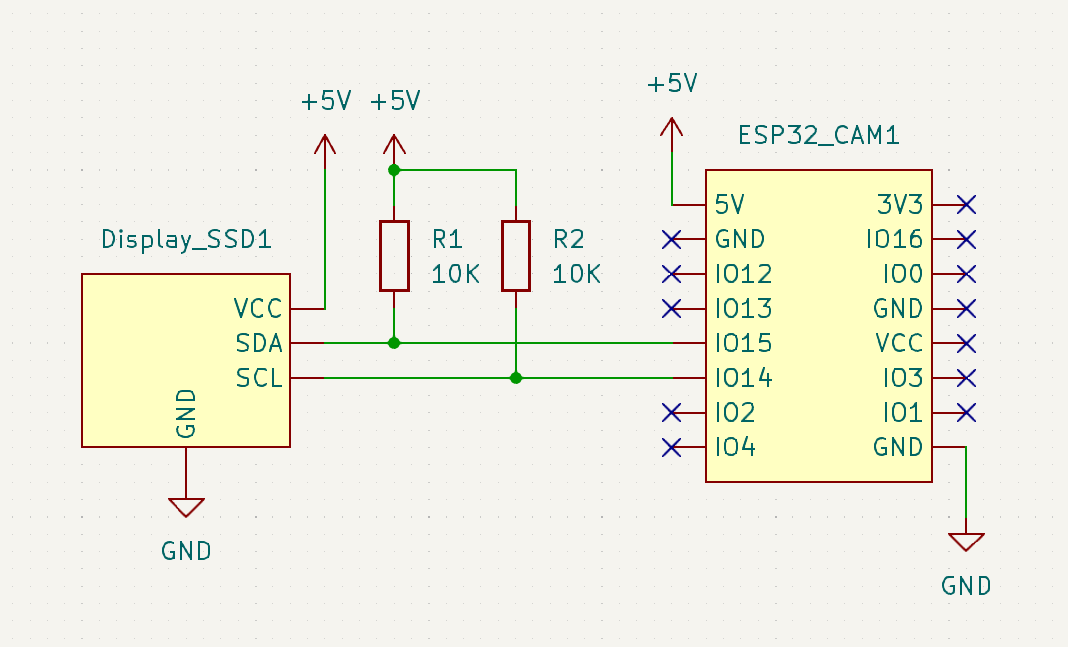 +5V
+5V +5V
ESP32_CAM1
5V 3V3
Display_SSD1
R1
10K
R2
10K
GND IO16
IO12 IO0
VCC
IO13 GND
SDA
IO15 VCC
SCL
IO14 IO3
GND
IO2 IO1
IO4 GND
GND
GND